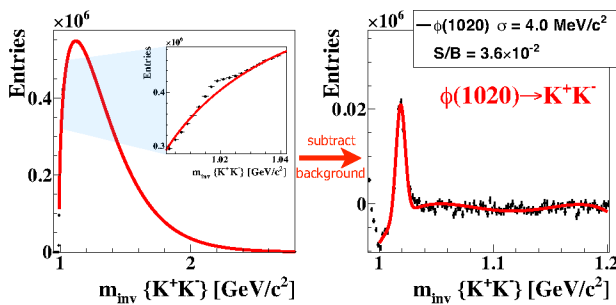 ×10⁶
Entries
0.4
0.2
0
1
2
m_inv {K⁺K⁻} [GeV/c²]
×10⁶
Entries
0.4
0.3
1.02
1.04
m_inv {K⁺K⁻} [GeV/c²]
subtract
background
×10⁶
Entries
0.02
0
1
1.1
1.2
m_inv {K⁺K⁻} [GeV/c²]
ϕ(1020) σ = 4.0 MeV/c²
S/B = 3.6×10⁻²
ϕ(1020)→K⁺K⁻